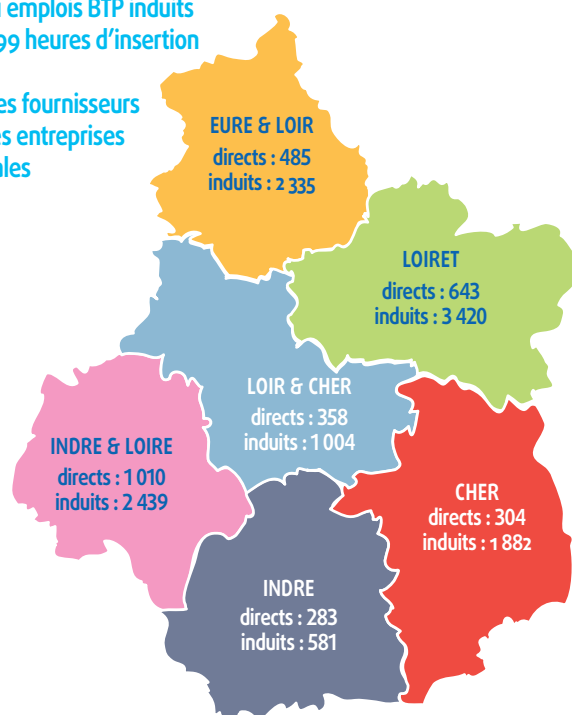 emplois BTP induits
99 heures d'insertion
es fournisseurs
es entreprises
ales
EURE & LOIR
directs : 485
induits : 2 335
LOIRET
directs : 643
induits : 3 420
LOIR & CHER
directs : 358
induits : 1 004
INDRE & LOIRE
directs : 1 010
induits : 2 439
CHER
directs : 304
induits : 1 882
INDRE
directs : 283
induits : 581